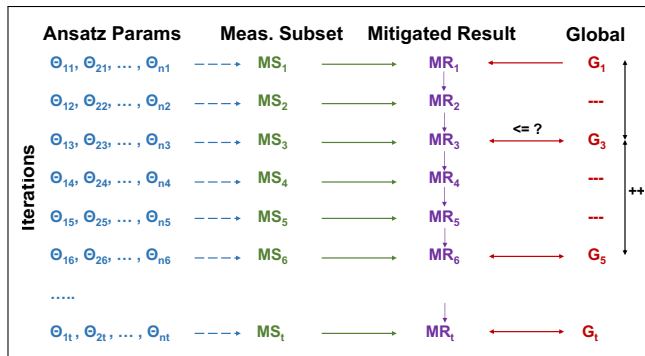 Ansatz Params Meas. Subset Mitigated Result Global
Θ₁₁, Θ₂₁, … , Θₙ₁ MS₁ MR₁ G₁
Θ₁₂, Θ₂₂, … , Θₙ₂ MS₂ MR₂ ---
<= ?
Θ₁₃, Θ₂₃, … , Θₙ₃ MS₃ MR₃ G₃
Θ₁₄, Θ₂₄, … , Θₙ₄ MS₄ MR₄ ---
++
Θ₁₅, Θ₂₅, … , Θₙ₅ MS₅ MR₅ ---
Θ₁₆, Θ₂₆, … , Θₙ₆ MS₆ MR₆ G₅
…..
Θ₁ₜ, Θ₂ₜ, … , Θₙₜ MSₜ MRₜ Gₜ
Iterations